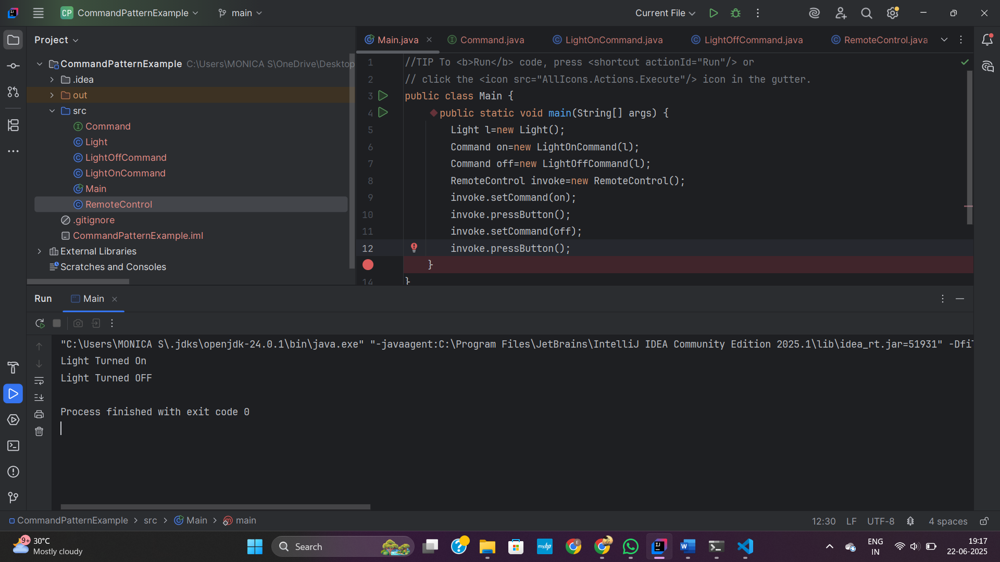 CP CommandPatternExample main Current File
Project
CommandPatternExample C:\Users\MONICA S\OneDrive\Desktop
.idea
out
src
Command
Light
LightOffCommand
LightOnCommand
Main
RemoteControl
.gitignore
CommandPatternExample.iml
External Libraries
Scratches and Consoles
Main.java Command.java LightOnCommand.java LightOffCommand.java RemoteControl.java
1 //TIP To <b>Run</b> code, press <shortcut actionId="Run"/> or
2 // click the <icon src="AllIcons.Actions.Execute"/> icon in the gutter.
3 public class Main {
4 public static void main(String[] args) {
5 Light l=new Light();
6 Command on=new LightOnCommand(l);
7 Command off=new LightOffCommand(l);
8 RemoteControl invoke=new RemoteControl();
9 invoke.setCommand(on);
10 invoke.pressButton();
11 invoke.setCommand(off);
12 invoke.pressButton();
}
14 }
Run Main
"C:\Users\MONICA S\.jdks\openjdk-24.0.1\bin\java.exe" "-javaagent:C:\Program Files\JetBrains\IntelliJ IDEA Community Edition 2025.1\lib\idea_rt.jar=51931" -Dfi
Light Turned On
Light Turned OFF
Process finished with exit code 0
CommandPatternExample > src > Main > main 12:30 LF UTF-8 4 spaces
9+ 30°C
Mostly cloudy
Search
myhp
E
ENG
IN
19:17
22-06-2025